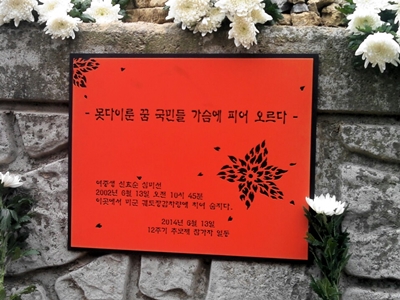 - 못다이룬 꿈 국민들 가슴에 피어 오르다 -
여중생 신효순 심미선
2002년 6월 13일 오전 10시 45분
이곳에서 미군 궤도장갑차량에 치여 숨지다.
2014년 6월 13일
12주기 추모제 참가자 일동